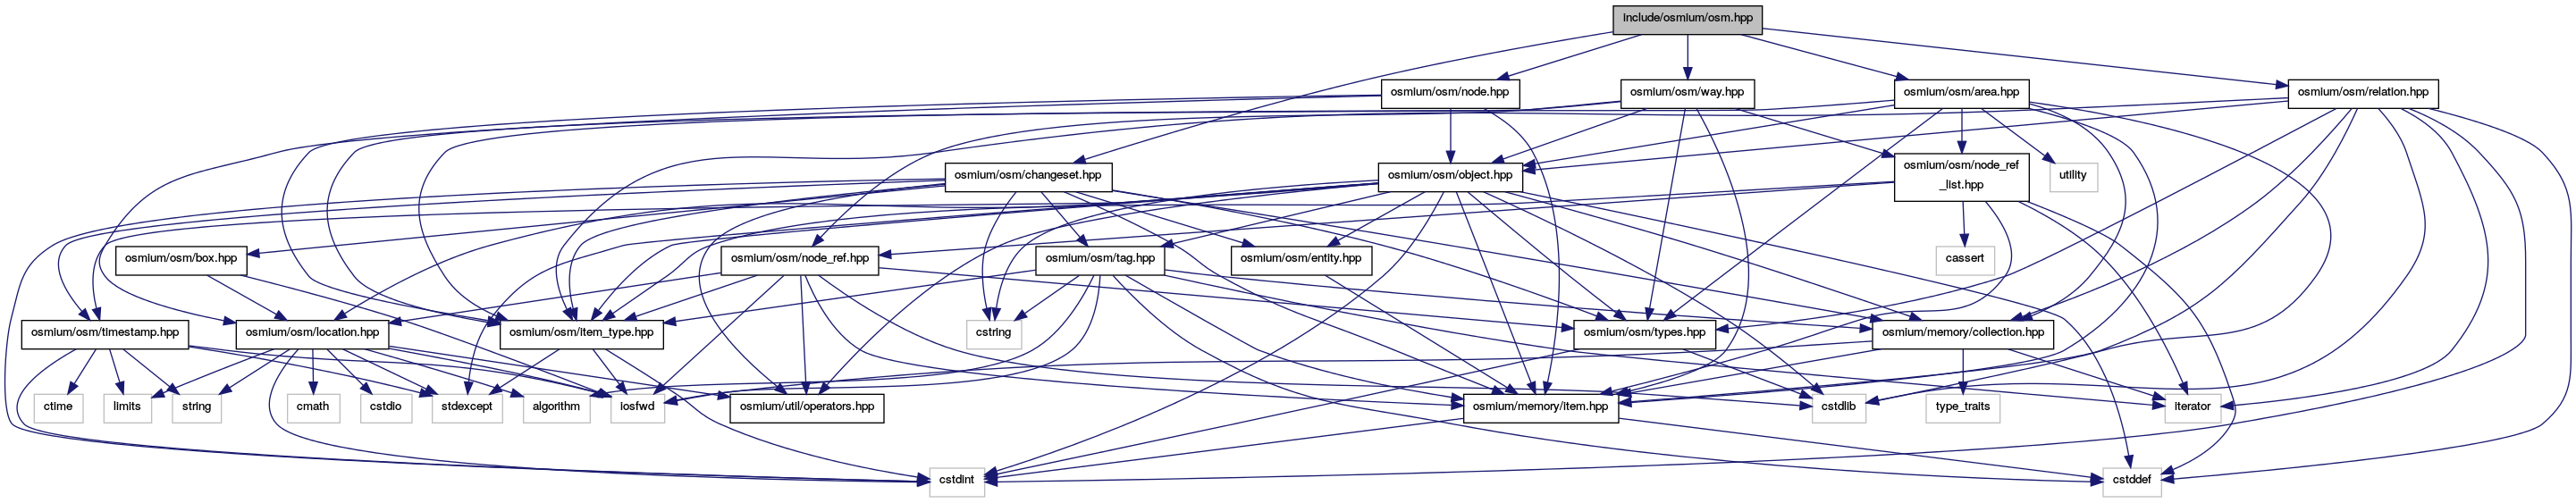 include/osmium/osm.hpp
osmium/osm/node.hpp
osmium/osm/way.hpp
osmium/osm/area.hpp
osmium/osm/relation.hpp
osmium/osm/changeset.hpp
osmium/osm/object.hpp
osmium/osm/node_ref
_list.hpp
utility
osmium/osm/box.hpp
osmium/osm/node_ref.hpp
osmium/osm/tag.hpp
osmium/osm/entity.hpp
cassert
osmium/osm/timestamp.hpp
osmium/osm/location.hpp
osmium/osm/item_type.hpp
cstring
osmium/osm/types.hpp
osmium/memory/collection.hpp
ctime
limits
string
cmath
cstdio
stdexcept
algorithm
iosfwd
osmium/util/operators.hpp
osmium/memory/item.hpp
cstdlib
type_traits
iterator
cstdint
cstddef